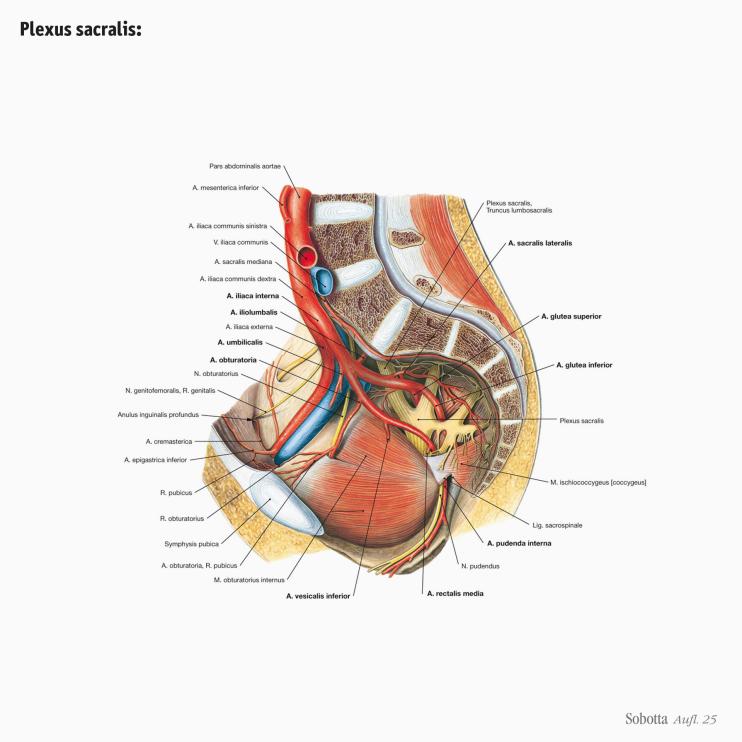 Plexus sacralis:
Pars abdominalis aortae
A. mesenterica inferior
A. iliaca communis sinistra
V. iliaca communis
A. sacralis mediana
A. iliaca communis dextra
A. iliaca interna
A. iliolumbalis
A. iliaca externa
A. umbilicalis
A. obturatoria
N. obturatorius
N. genitofemoralis, R. genitalis
Anulus inguinalis profundus
A. cremasterica
A. epigastrica inferior
R. pubicus
R. obturatorius
Symphysis pubica
A. obturatoria, R. pubicus
M. obturatorius internus
A. vesicalis inferior
Plexus sacralis,
Truncus lumbosacralis
A. sacralis lateralis
A. glutea superior
A. glutea inferior
Plexus sacralis
M. ischiococcygeus [coccygeus]
Lig. sacrospinale
A. pudenda interna
N. pudendus
A. rectalis media
Sobotta Aufl. 25